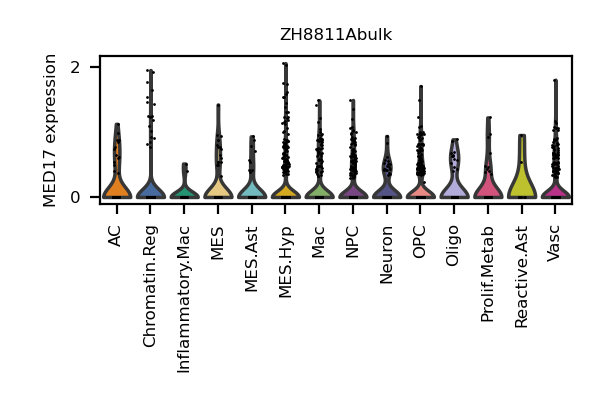 ZH8811Abulk
MED17 expression
2
0
AC
Chromatin.Reg
Inflammatory.Mac
MES
MES.Ast
MES.Hyp
Mac
NPC
Neuron
OPC
Oligo
Prolif.Metab
Reactive.Ast
Vasc